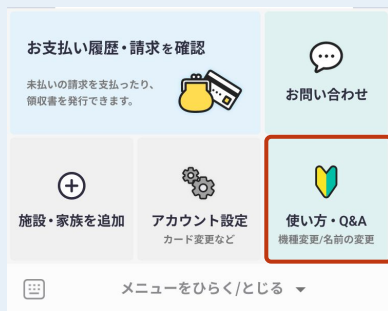 お支払い履歴・請求を確認
未払いの請求を支払ったり、
領収書を発行できます。
お問い合わせ
施設・家族を追加
アカウント設定
カード変更など
使い方・Q&A
機種変更/名前の変更
メニューをひらく/とじる